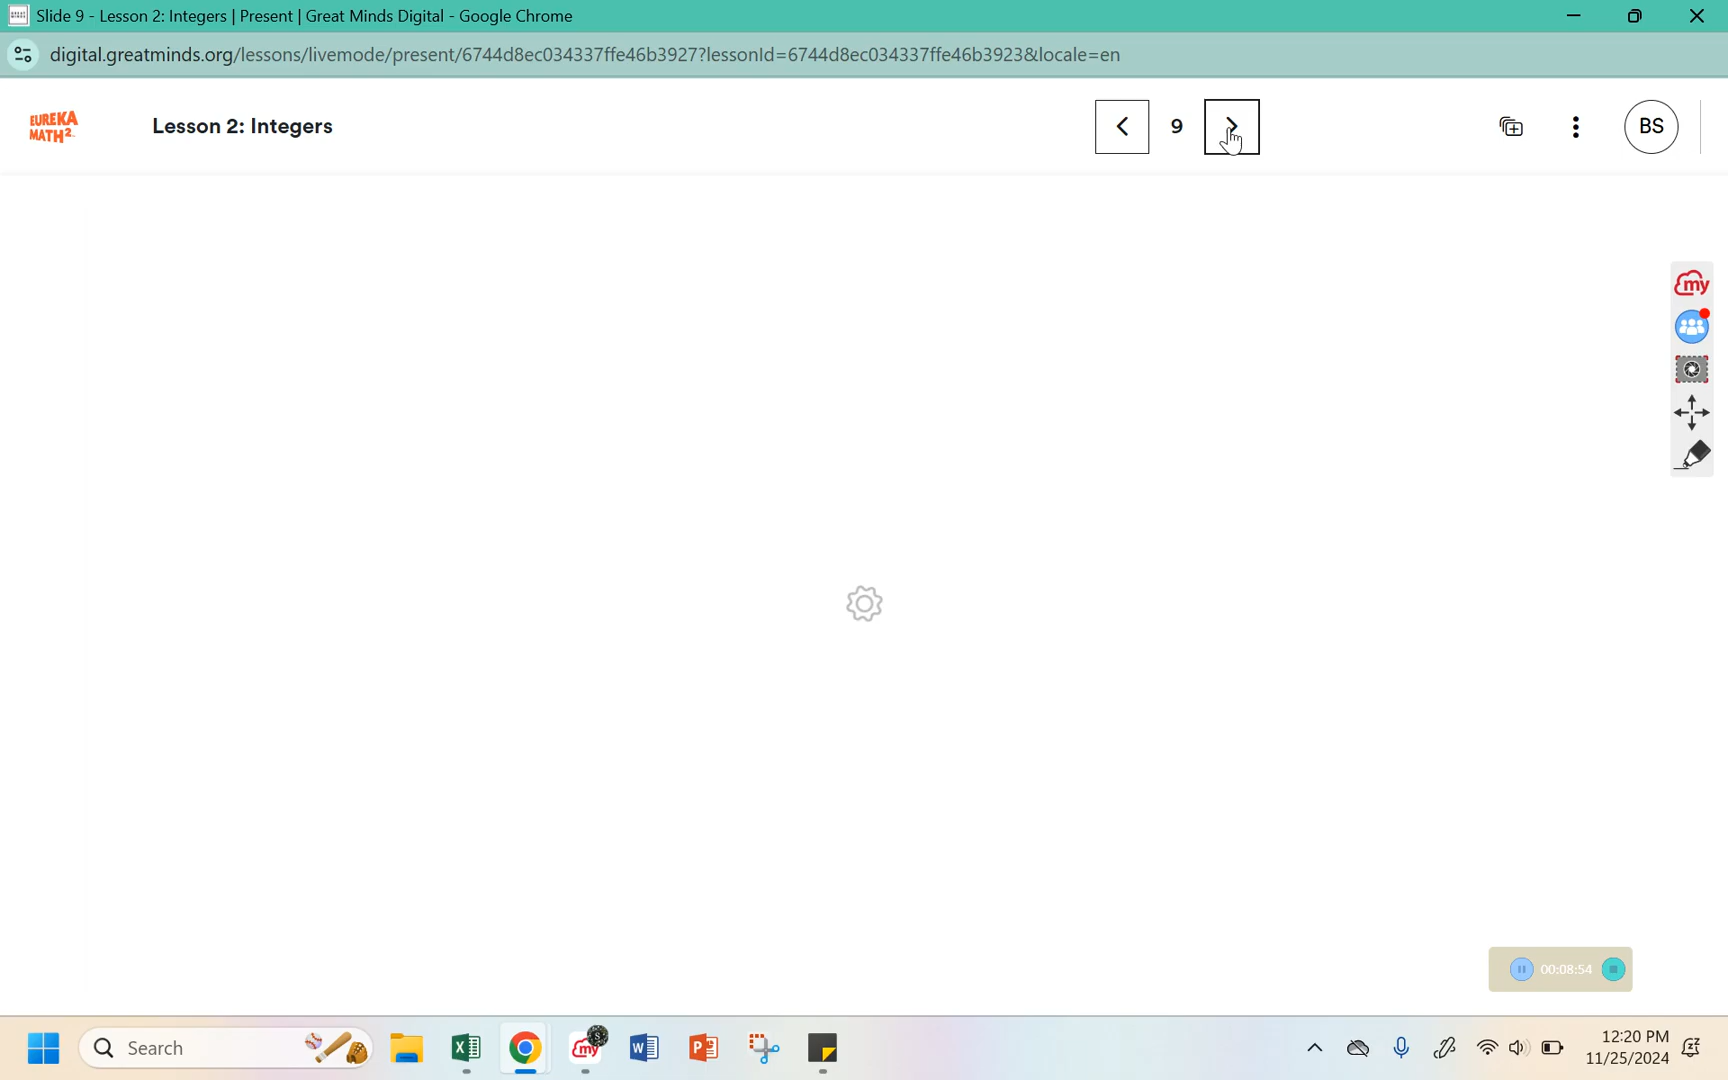 Slide 9 - Lesson 2: Integers | Present | Great Minds Digital - Google Chrome
digital.greatminds.org/lessons/livemode/present/6744d8ec034337ffe46b3927?lessonId=6744d8ec034337ffe46b3923&locale=en
EUREKA
MATH²
Lesson 2: Integers
9
BS
my
00:08:54
Search
my
S
12:20 PM
11/25/2024